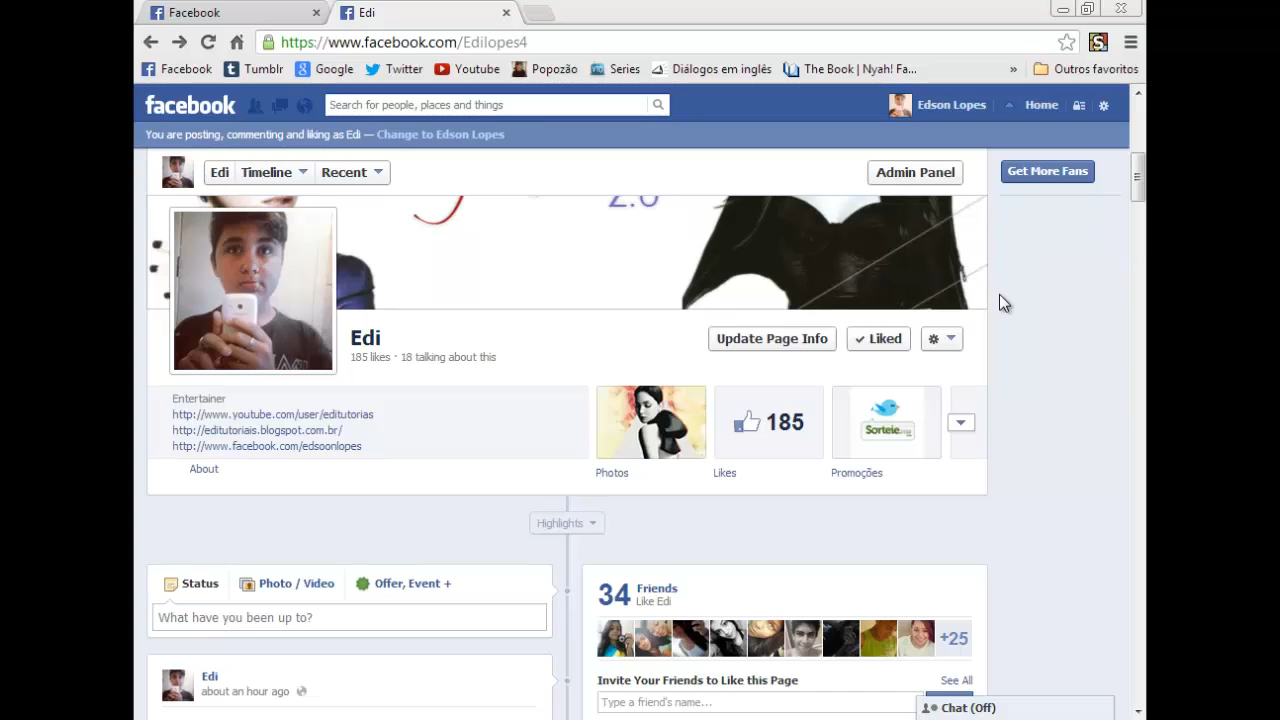 Facebook
Edi
https://www.facebook.com/Edilopes4
Facebook Tumblr Google Twitter Youtube Popozão Series Diálogos em inglês The Book | Nyah! Fa... » Outros favoritos
facebook Search for people, places and things Edson Lopes Home
You are posting, commenting and liking as Edi — Change to Edson Lopes
Edi Timeline Recent Admin Panel Get More Fans
2.0
Edi Update Page Info Liked
185 likes · 18 talking about this
Entertainer
http://www.youtube.com/user/editutorias
http://editutoriais.blogspot.com.br/
http://www.facebook.com/edsoonlopes
About
185
Sorteie
Photos Likes Promoções
Highlights
Status Photo / Video Offer, Event +
What have you been up to?
34 Friends
Like Edi
+25
Edi
about an hour ago
Invite Your Friends to Like this Page See All
Type a friend's name...
Chat (Off)